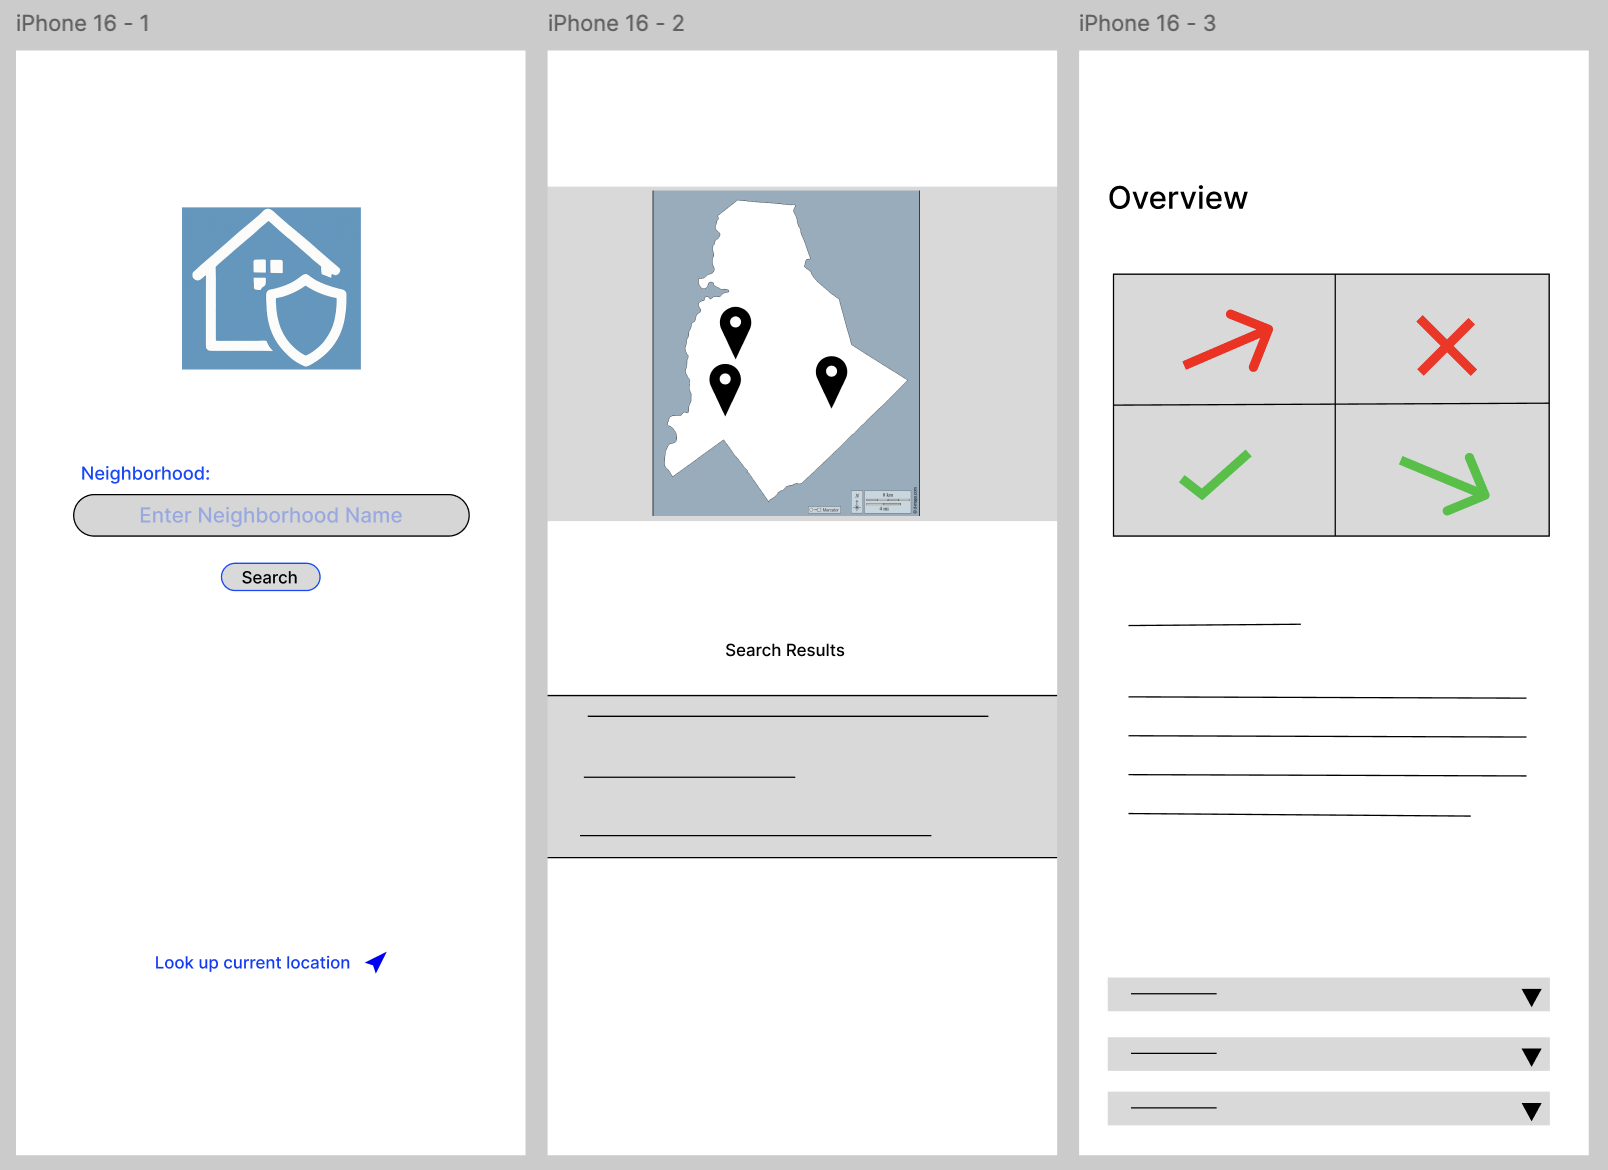 iPhone 16 - 1
Neighborhood:
Enter Neighborhood Name
Search
Look up current location
iPhone 16 - 2
Search Results
iPhone 16 - 3
Overview